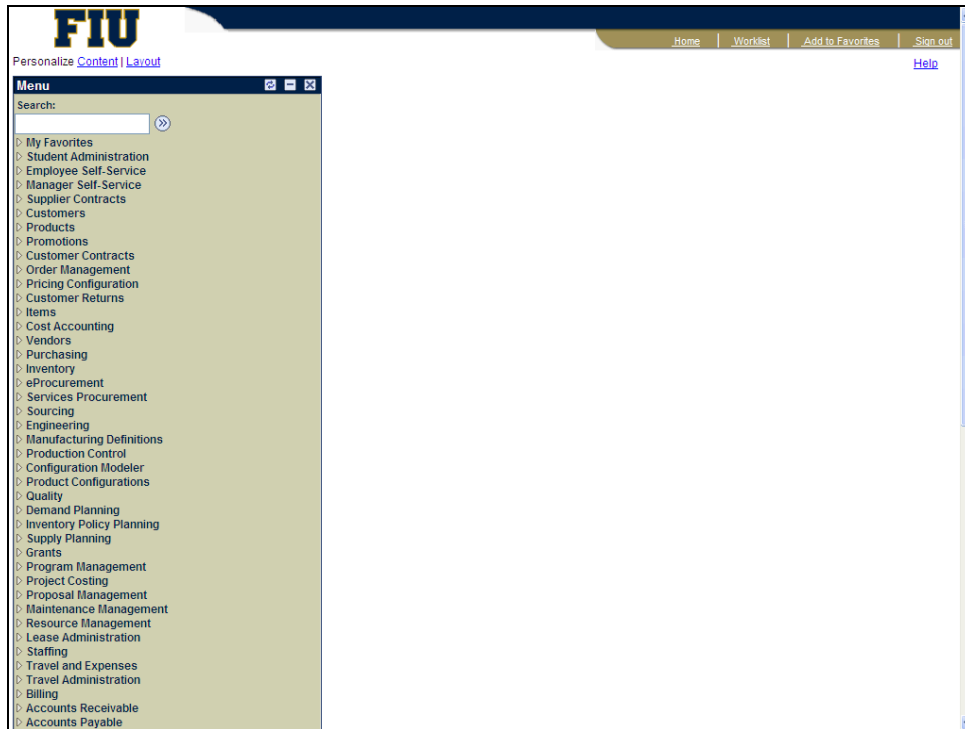 FIU
Home | Worklist | Add to Favorites | Sign out
Personalize Content | Layout
Help
Menu
Search:
My Favorites
Student Administration
Employee Self-Service
Manager Self-Service
Supplier Contracts
Customers
Products
Promotions
Customer Contracts
Order Management
Pricing Configuration
Customer Returns
Items
Cost Accounting
Vendors
Purchasing
Inventory
eProcurement
Services Procurement
Sourcing
Engineering
Manufacturing Definitions
Production Control
Configuration Modeler
Product Configurations
Quality
Demand Planning
Inventory Policy Planning
Supply Planning
Grants
Program Management
Project Costing
Proposal Management
Maintenance Management
Resource Management
Lease Administration
Staffing
Travel and Expenses
Travel Administration
Billing
Accounts Receivable
Accounts Payable